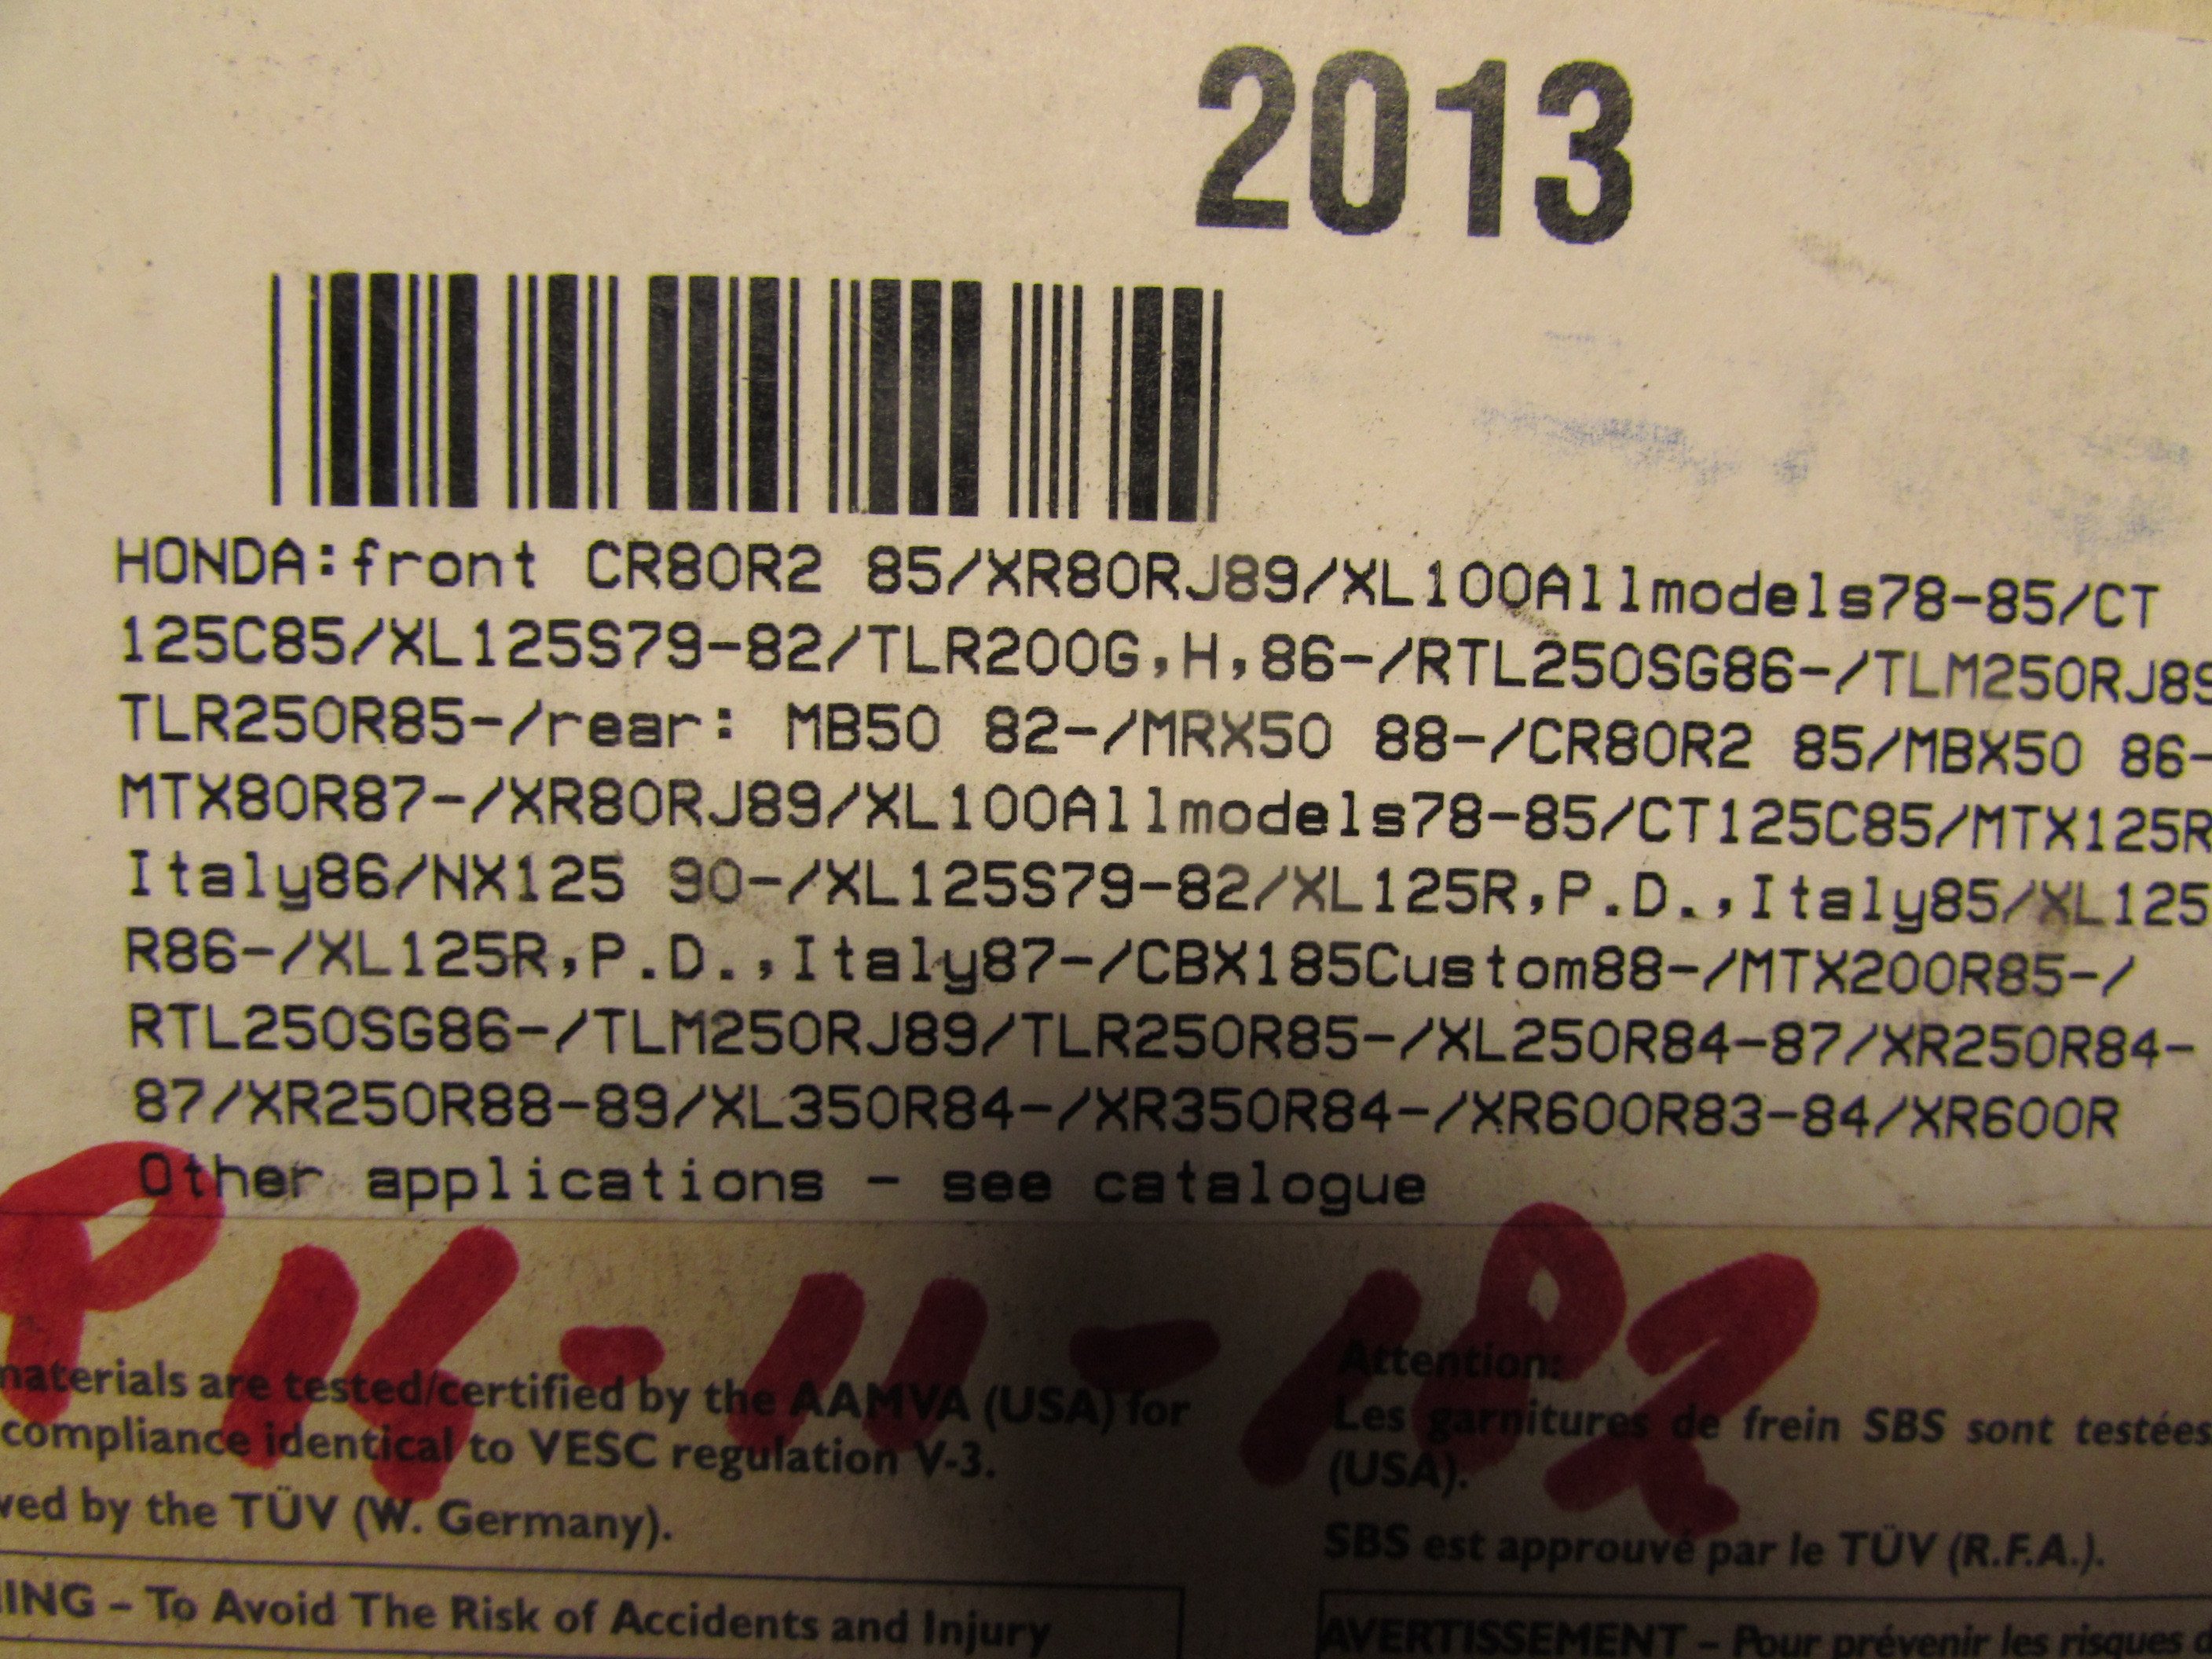 2013
HONDA:front CR80R2 85/XR80RJ89/XL100Allmodels78-85/CT
125C85/XL125S79-82/TLR200G,H,86-/RTL250SG86-/TLM250RJ89
TLR250R85-/rear: MB50 82-/MRX50 88-/CR80R2 85/MBX50 86-
MTX80R87-/XR80RJ89/XL100Allmodels78-85/CT125C85/MTX125R
Italy86/NX125 90-/XL125S79-82/XL125R,P.D.,Italy85/XL125
R86-/XL125R,P.D.,Italy87-/CBX185Custom88-/MTX200R85-/
RTL250SG86-/TLM250RJ89/TLR250R85-/XL250R84-87/XR250R84-
87/XR250R88-89/XL350R84-/XR350R84-/XR600R83-84/XR600R
Other applications - see catalogue
-11-182
materials are tested/certified by the AAMVA (USA) for
compliance identical to VESC regulation V-3.
ved by the TÜV (W. Germany).
ING – To Avoid The Risk of Accidents and Injury
Attention:
Les garnitures de frein SBS sont testées
(USA).
SBS est approuvé par le TÜV (R.F.A.).
AVERTISSEMENT – Pour prévenir les risques d